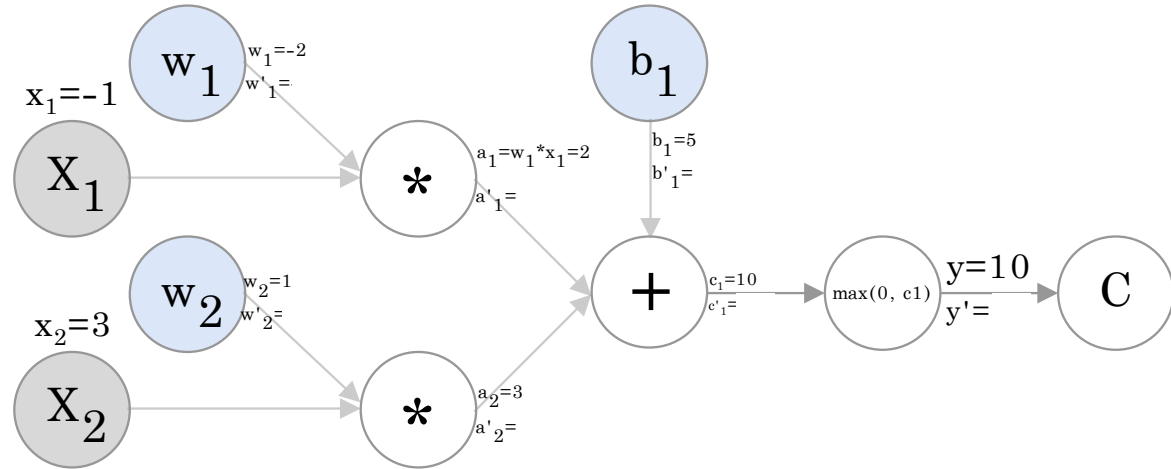 w₁
w₁=-2
w'₁=
x₁=-1
X₁
*
a₁=w₁*x₁=2
a'₁=
b₁
b₁=5
b'₁=
w₂
w₂=1
w'₂=
x₂=3
X₂
*
a₂=3
a'₂=
+
c₁=10
c'₁=
max(0, c1)
y=10
y'=
C